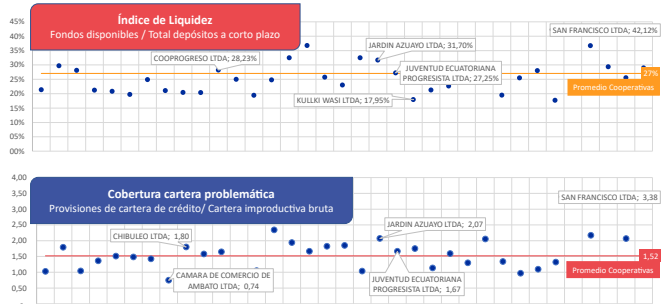 Índice de Liquidez
Fondos disponibles / Total depósitos a corto plazo
45%
40%
35%
30%
25%
20%
15%
10%
05%
00%
COOPROGRESO LTDA; 28,23%
JARDIN AZUAYO LTDA; 31,70%
JUVENTUD ECUATORIANA
PROGRESISTA LTDA;
27,25%
KULLKI WASI LTDA; 17,95%
SAN FRANCISCO LTDA; 42,12%
27%
Promedio Cooperativas
Cobertura cartera problemática
Provisiones de cartera de crédito/ Cartera improductiva bruta
4,00
3,50
3,00
2,50
2,00
1,50
1,00
0,50
CHIBULEO LTDA; 1,80
CAMARA DE COMERCIO DE
AMBATO LTDA; 0,74
JARDIN AZUAYO LTDA; 2,07
JUVENTUD ECUATORIANA
PROGRESISTA LTDA; 1,67
SAN FRANCISCO LTDA; 3,38
1,52
Promedio Cooperativas